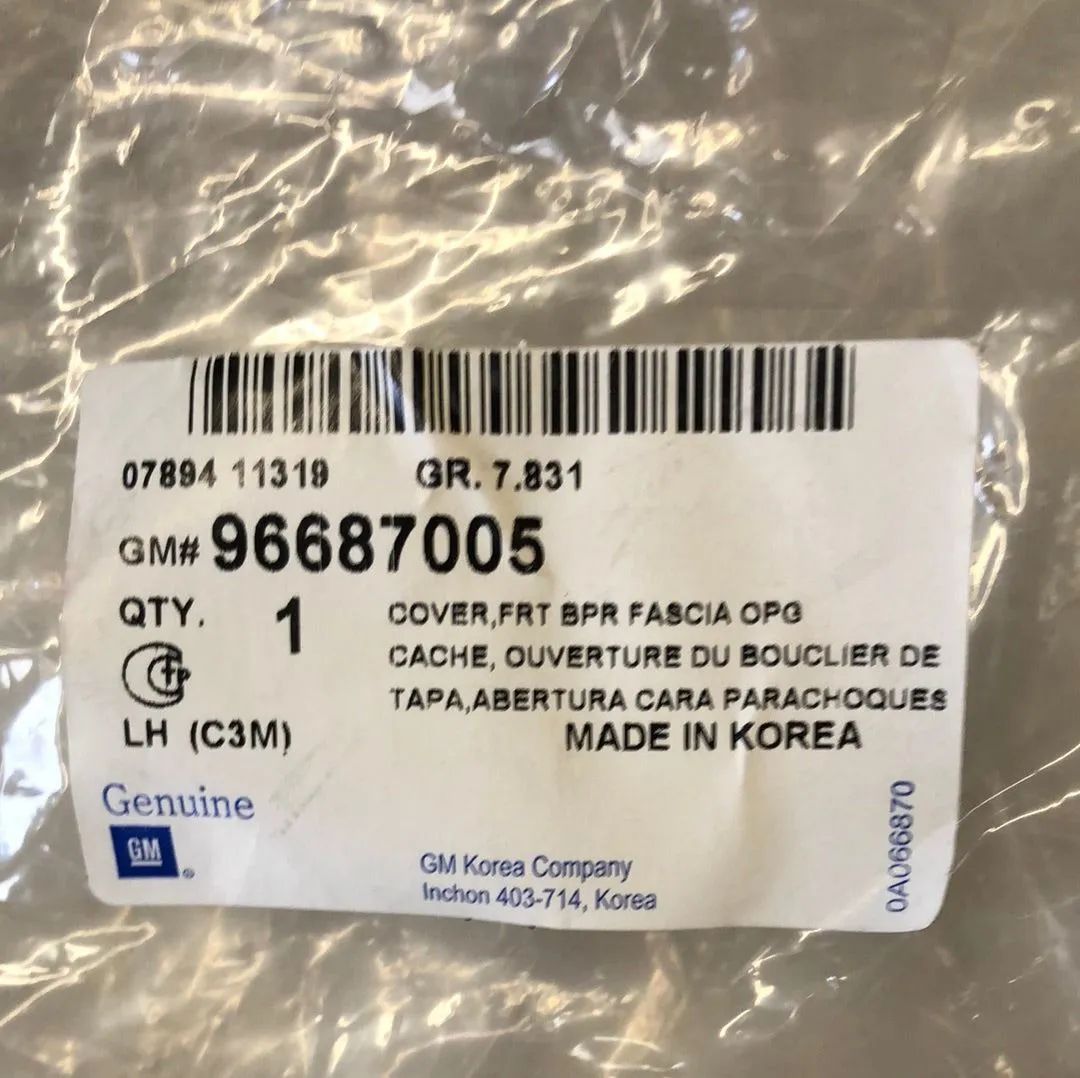 07894 11319 GR. 7.831
GM# 96687005
QTY. 1
COVER,FRT BPR FASCIA OPG
CACHE, OUVERTURE DU BOUCLIER DE
TAPA,ABERTURA CARA PARACHOQUES
LH (C3M)
MADE IN KOREA
Genuine
GM
GM Korea Company
Inchon 403-714, Korea
0A066870